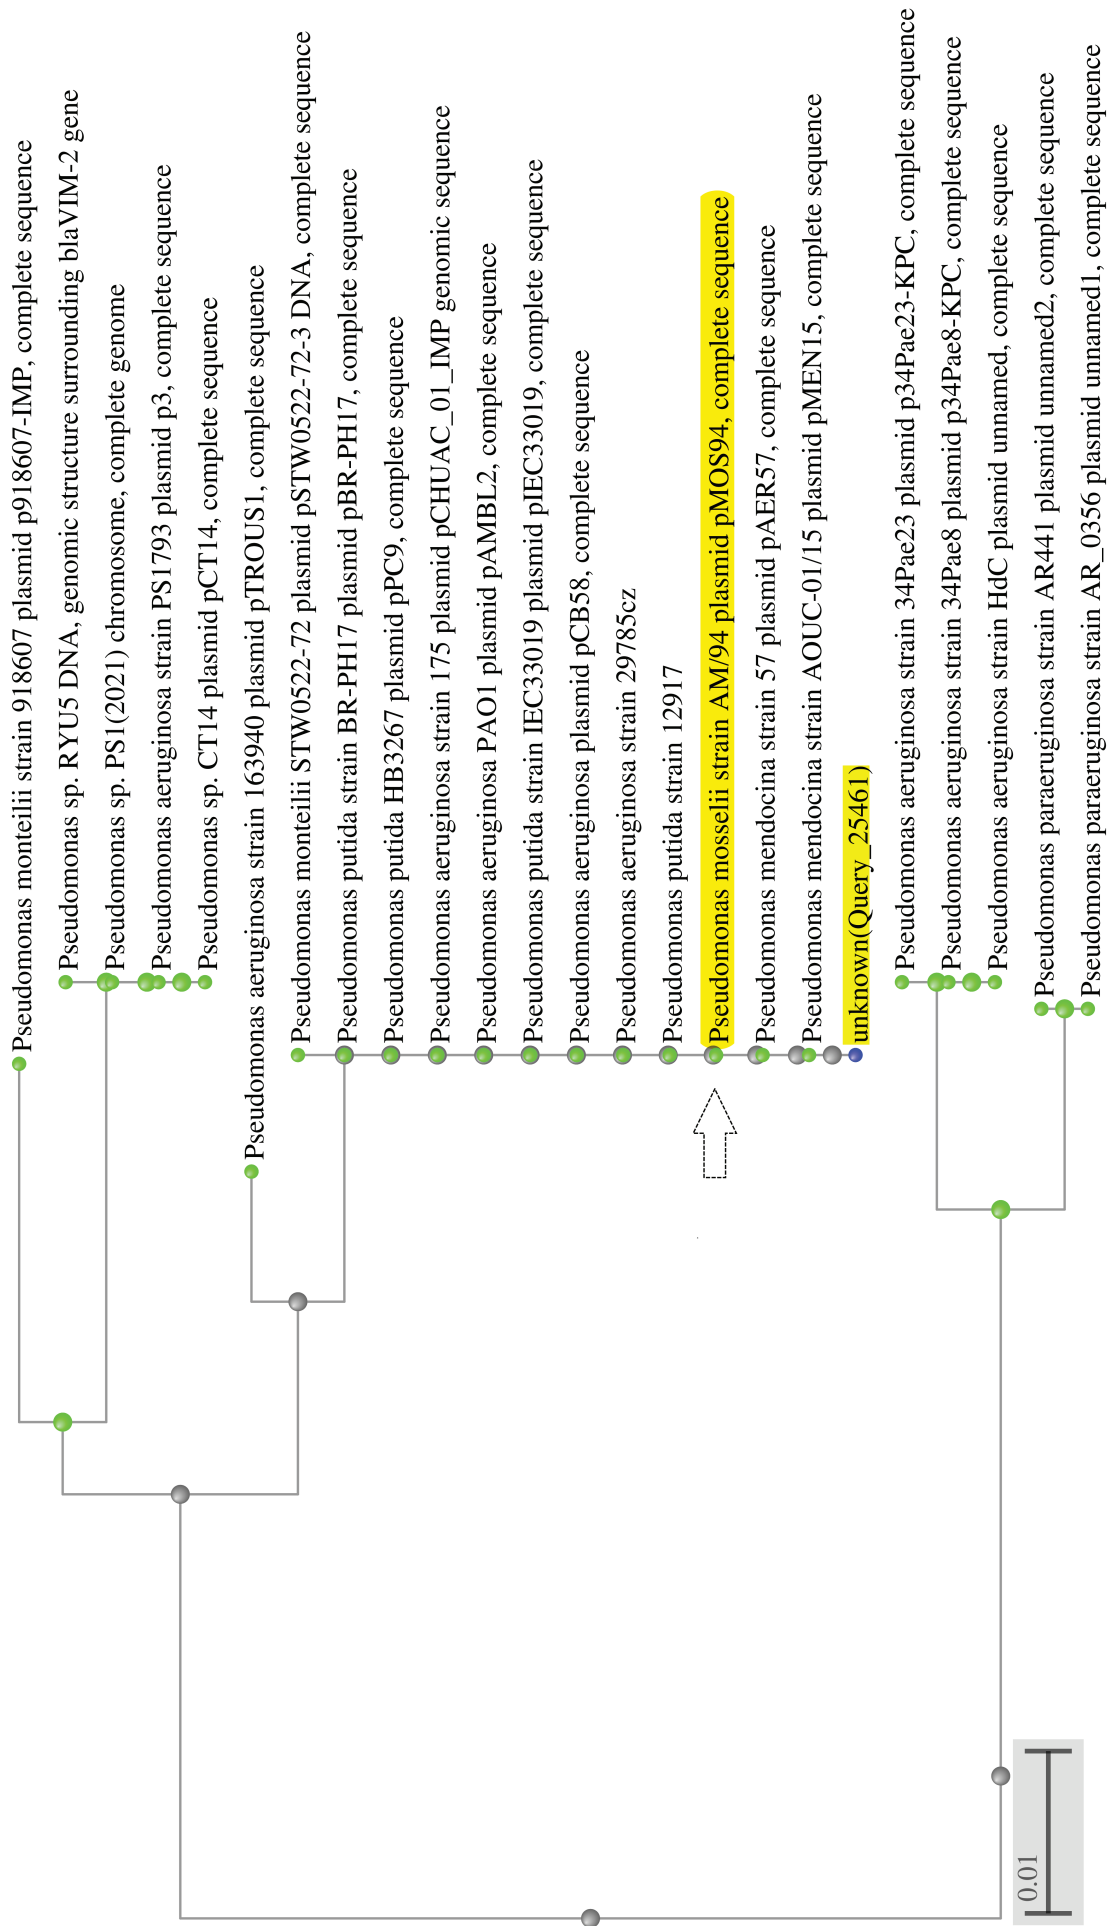 Pseudomonas monteilii strain 918607 plasmid p918607-IMP, complete sequence
Pseudomonas sp. RYU5 DNA, genomic structure surrounding blaVIM-2 gene
Pseudomonas sp. PS1(2021) chromosome, complete genome
Pseudomonas aeruginosa strain PS1793 plasmid p3, complete sequence
Pseudomonas sp. CT14 plasmid pCT14, complete sequence
Pseudomonas aeruginosa strain 163940 plasmid pTROUS1, complete sequence
Pseudomonas monteilii STW0522-72 plasmid pSTW0522-72-3 DNA, complete sequence
Pseudomonas putida strain BR-PH17 plasmid pBR-PH17, complete sequence
Pseudomonas putida HB3267 plasmid pPC9, complete sequence
Pseudomonas aeruginosa strain 175 plasmid pCHUAC_01_IMP genomic sequence
Pseudomonas aeruginosa PAO1 plasmid pAMBL2, complete sequence
Pseudomonas putida strain IEC33019 plasmid pIEC33019, complete sequence
Pseudomonas aeruginosa plasmid pCB58, complete sequence
Pseudomonas aeruginosa strain 29785cz
Pseudomonas putida strain 12917
Pseudomonas mosselii strain AM/94 plasmid pMOS94, complete sequence
Pseudomonas mendocina strain 57 plasmid pAER57, complete sequence
Pseudomonas mendocina strain AOUC-01/15 plasmid pMEN15, complete sequence
unknown(Query_25461)
Pseudomonas aeruginosa strain 34Pae23 plasmid p34Pae23-KPC, complete sequence
Pseudomonas aeruginosa strain 34Pae8 plasmid p34Pae8-KPC, complete sequence
Pseudomonas aeruginosa strain HdC plasmid unnamed, complete sequence
Pseudomonas paraeruginosa strain AR441 plasmid unnamed2, complete sequence
Pseudomonas paraeruginosa strain AR_0356 plasmid unnamed1, complete sequence
0.01